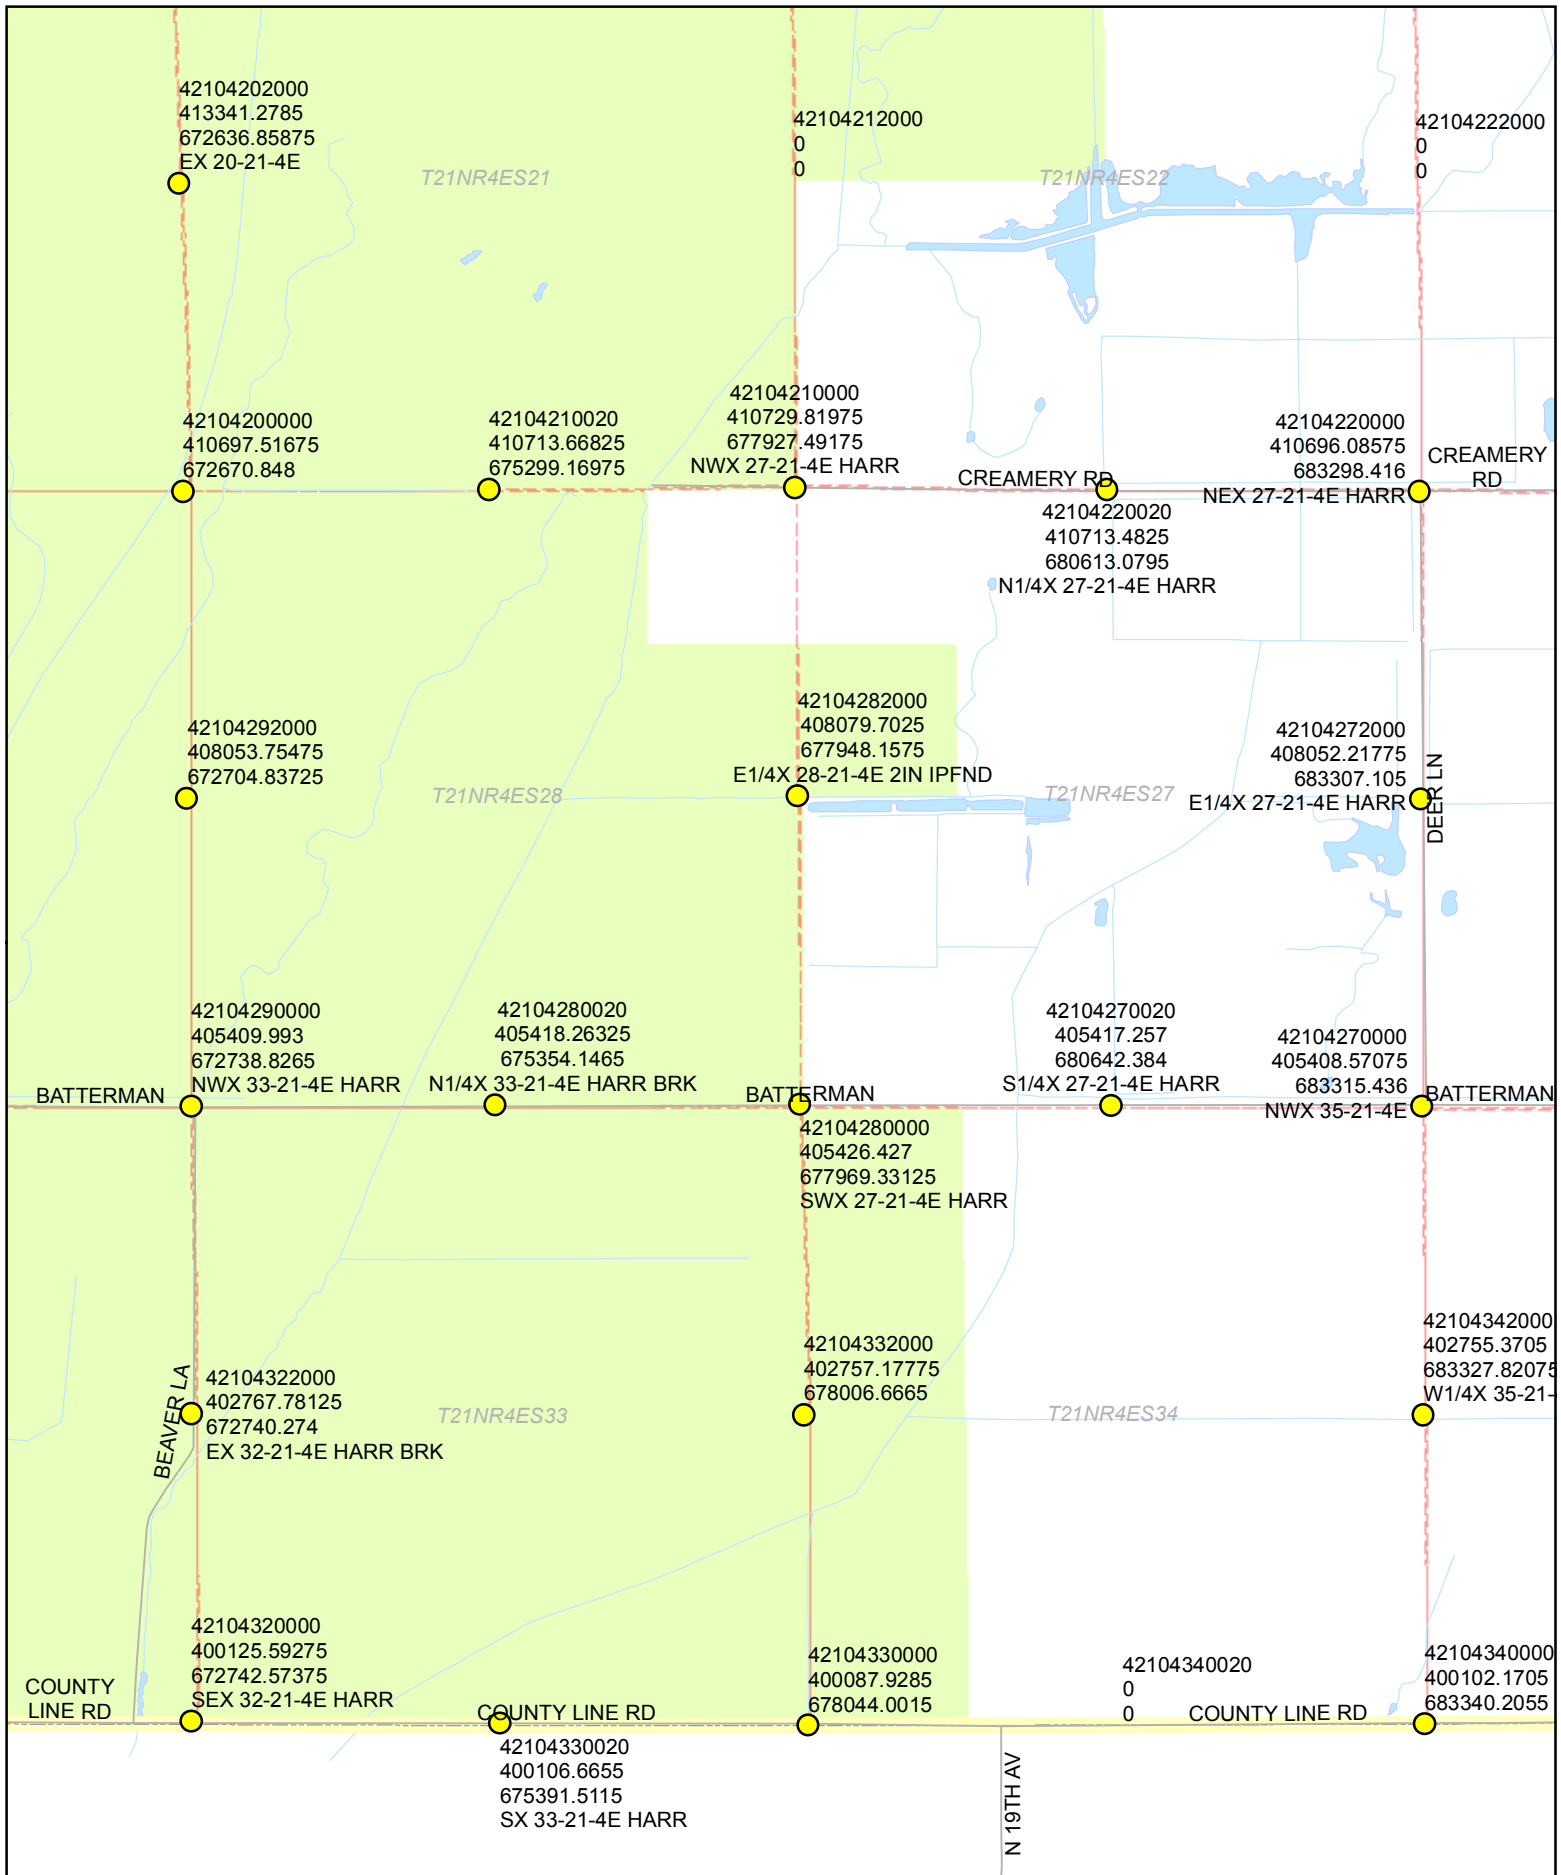 42104202000
413341.2785
672636.85875
EX 20-21-4E
T21NR4ES21
42104212000
0
0
T21NR4ES22
42104222000
0
0
42104200000
410697.51675
672670.848
42104210020
410713.66825
675299.16975
42104210000
410729.81975
677927.49175
NWX 27-21-4E HARR
CREAMERY RD
42104220020
410713.4825
680613.0795
N1/4X 27-21-4E HARR
42104220000
410696.08575
683298.416
NEX 27-21-4E HARR
CREAMERY
RD
42104292000
408053.75475
672704.83725
T21NR4ES28
42104282000
408079.7025
677948.1575
E1/4X 28-21-4E 2IN IPFND
T21NR4ES27
42104272000
408052.21775
683307.105
E1/4X 27-21-4E HARR
DEER LN
BATTERMAN
42104290000
405409.993
672738.8265
NWX 33-21-4E HARR
42104280020
405418.26325
675354.1465
N1/4X 33-21-4E HARR BRK
BATTERMAN
42104280000
405426.427
677969.33125
SWX 27-21-4E HARR
42104270020
405417.257
680642.384
S1/4X 27-21-4E HARR
42104270000
405408.57075
683315.436
NWX 35-21-4E
BATTERMAN
BEAVER LA
42104322000
402767.78125
672740.274
EX 32-21-4E HARR BRK
T21NR4ES33
42104332000
402757.17775
678006.6665
T21NR4ES34
42104342000
402755.3705
683327.82075
W1/4X 35-21-
COUNTY
LINE RD
42104320000
400125.59275
672742.57375
SEX 32-21-4E HARR
COUNTY LINE RD
42104330020
400106.6655
675391.5115
SX 33-21-4E HARR
42104330000
400087.9285
678044.0015
42104340020
0
0
COUNTY LINE RD
42104340000
400102.1705
683340.2055
N 19TH AV